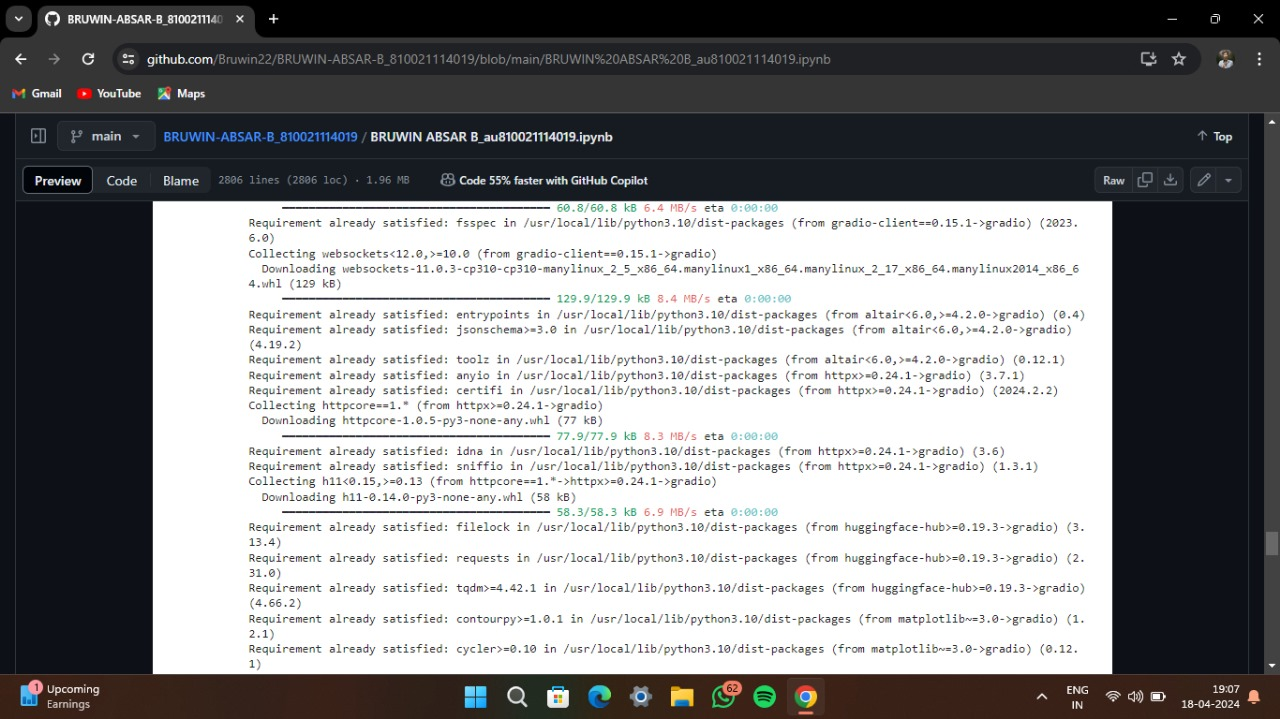 BRUWIN-ABSAR-B_810021114019
github.com/Bruwin22/BRUWIN-ABSAR-B_810021114019/blob/main/BRUWIN%20ABSAR%20B_au810021114019.ipynb
Gmail YouTube Maps
main BRUWIN-ABSAR-B_810021114019 / BRUWIN ABSAR B_au810021114019.ipynb Top
Preview Code Blame 2806 lines (2806 loc) · 1.96 MB Code 55% faster with GitHub Copilot Raw
60.8/60.8 kB 6.4 MB/s eta 0:00:00
Requirement already satisfied: fsspec in /usr/local/lib/python3.10/dist-packages (from gradio-client==0.15.1->gradio) (2023.
6.0)
Collecting websockets<12.0,>=10.0 (from gradio-client==0.15.1->gradio)
Downloading websockets-11.0.3-cp310-cp310-manylinux_2_5_x86_64.manylinux1_x86_64.manylinux_2_17_x86_64.manylinux2014_x86_6
4.whl (129 kB)
129.9/129.9 kB 8.4 MB/s eta 0:00:00
Requirement already satisfied: entrypoints in /usr/local/lib/python3.10/dist-packages (from altair<6.0,>=4.2.0->gradio) (0.4)
Requirement already satisfied: jsonschema>=3.0 in /usr/local/lib/python3.10/dist-packages (from altair<6.0,>=4.2.0->gradio)
(4.19.2)
Requirement already satisfied: toolz in /usr/local/lib/python3.10/dist-packages (from altair<6.0,>=4.2.0->gradio) (0.12.1)
Requirement already satisfied: anyio in /usr/local/lib/python3.10/dist-packages (from httpx>=0.24.1->gradio) (3.7.1)
Requirement already satisfied: certifi in /usr/local/lib/python3.10/dist-packages (from httpx>=0.24.1->gradio) (2024.2.2)
Collecting httpcore==1.* (from httpx>=0.24.1->gradio)
Downloading httpcore-1.0.5-py3-none-any.whl (77 kB)
77.9/77.9 kB 8.3 MB/s eta 0:00:00
Requirement already satisfied: idna in /usr/local/lib/python3.10/dist-packages (from httpx>=0.24.1->gradio) (3.6)
Requirement already satisfied: sniffio in /usr/local/lib/python3.10/dist-packages (from httpx>=0.24.1->gradio) (1.3.1)
Collecting h11<0.15,>=0.13 (from httpcore==1.*->httpx>=0.24.1->gradio)
Downloading h11-0.14.0-py3-none-any.whl (58 kB)
58.3/58.3 kB 6.9 MB/s eta 0:00:00
Requirement already satisfied: filelock in /usr/local/lib/python3.10/dist-packages (from huggingface-hub>=0.19.3->gradio) (3.
13.4)
Requirement already satisfied: requests in /usr/local/lib/python3.10/dist-packages (from huggingface-hub>=0.19.3->gradio) (2.
31.0)
Requirement already satisfied: tqdm>=4.42.1 in /usr/local/lib/python3.10/dist-packages (from huggingface-hub>=0.19.3->gradio)
(4.66.2)
Requirement already satisfied: contourpy>=1.0.1 in /usr/local/lib/python3.10/dist-packages (from matplotlib~=3.0->gradio) (1.
2.1)
Requirement already satisfied: cycler>=0.10 in /usr/local/lib/python3.10/dist-packages (from matplotlib~=3.0->gradio) (0.12.
1)
1 Upcoming 62 ENG 19:07
Earnings IN 18-04-2024